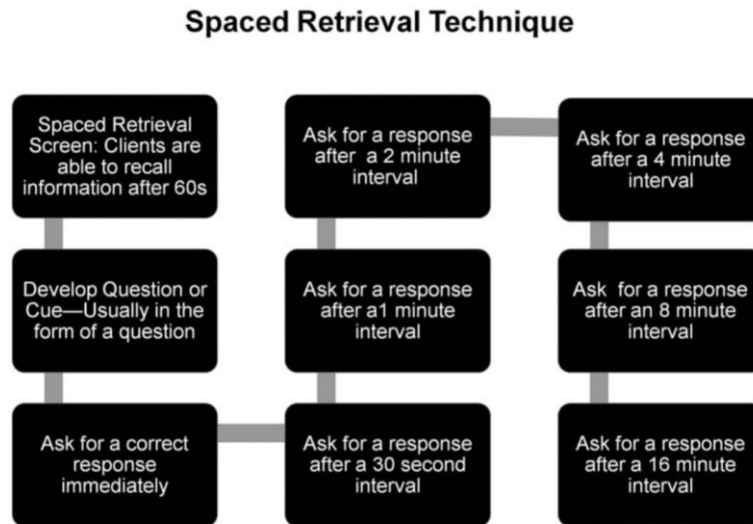 Spaced Retrieval Technique
Spaced Retrieval
Screen: Clients are
able to recall
information after 60s
Develop Question or
Cue—Usually in the
form of a question
Ask for a correct
response
immediately
Ask for a response
after a 30 second
interval
Ask for a response
after a1 minute
interval
Ask for a response
after a 2 minute
interval
Ask for a response
after a 4 minute
interval
Ask for a response
after an 8 minute
interval
Ask for a response
after a 16 minute
interval